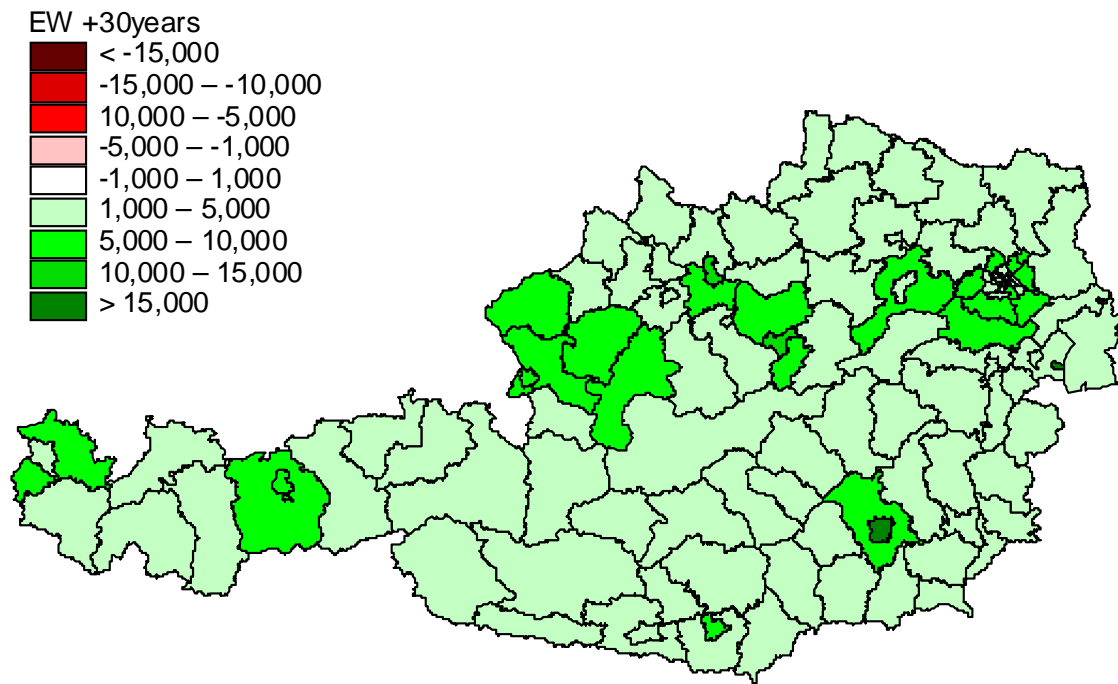 EW +30years
< -15,000
-15,000 – -10,000
10,000 – -5,000
-5,000 – -1,000
-1,000 – 1,000
1,000 – 5,000
5,000 – 10,000
10,000 – 15,000
> 15,000